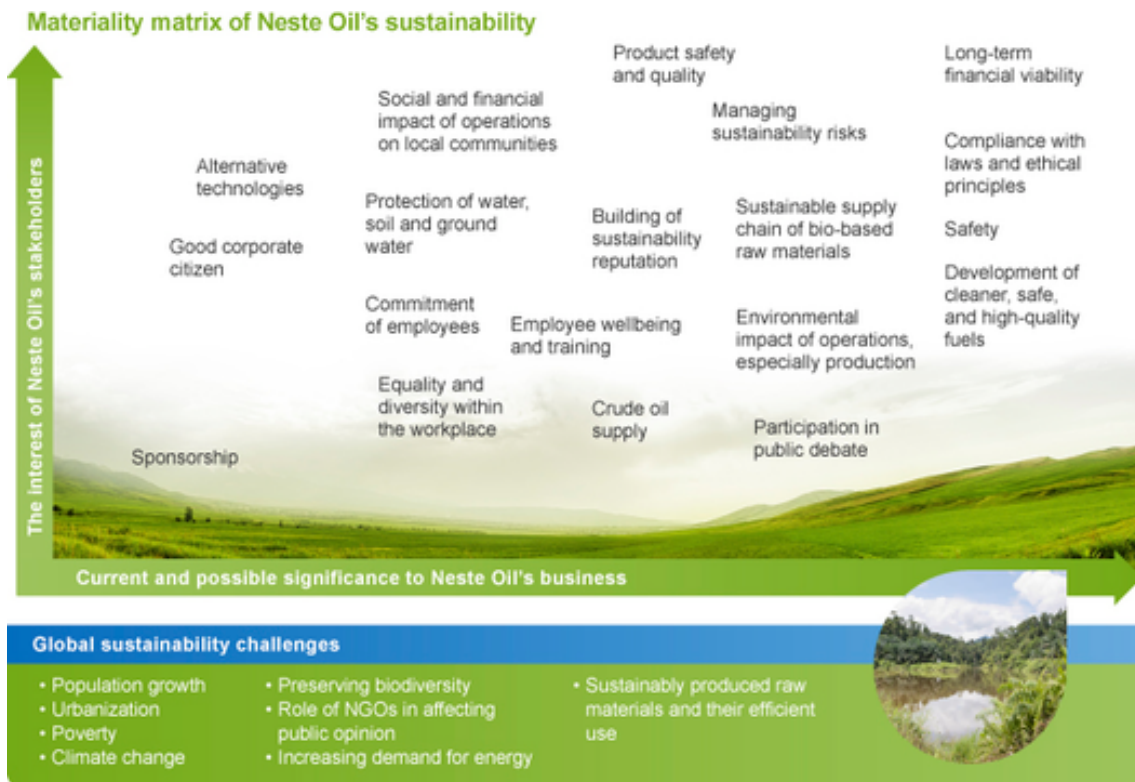 Materiality matrix of Neste Oil's sustainability
The interest of Neste Oil's stakeholders
Product safety
and quality
Long-term
financial viability
Social and financial
impact of operations
on local communities
Managing
sustainability risks
Compliance with
laws and ethical
principles
Alternative
technologies
Protection of water,
soil and ground
water
Building of
sustainability
reputation
Sustainable supply
chain of bio-based
raw materials
Safety
Good corporate
citizen
Development of
cleaner, safe,
and high-quality
fuels
Commitment
of employees
Employee wellbeing
and training
Environmental
impact of operations,
especially production
Equality and
diversity within
the workplace
Crude oil
supply
Participation in
public debate
Sponsorship
Current and possible significance to Neste Oil's business
Global sustainability challenges
• Population growth
• Urbanization
• Poverty
• Climate change
• Preserving biodiversity
• Role of NGOs in affecting
public opinion
• Increasing demand for energy
• Sustainably produced raw
materials and their efficient
use